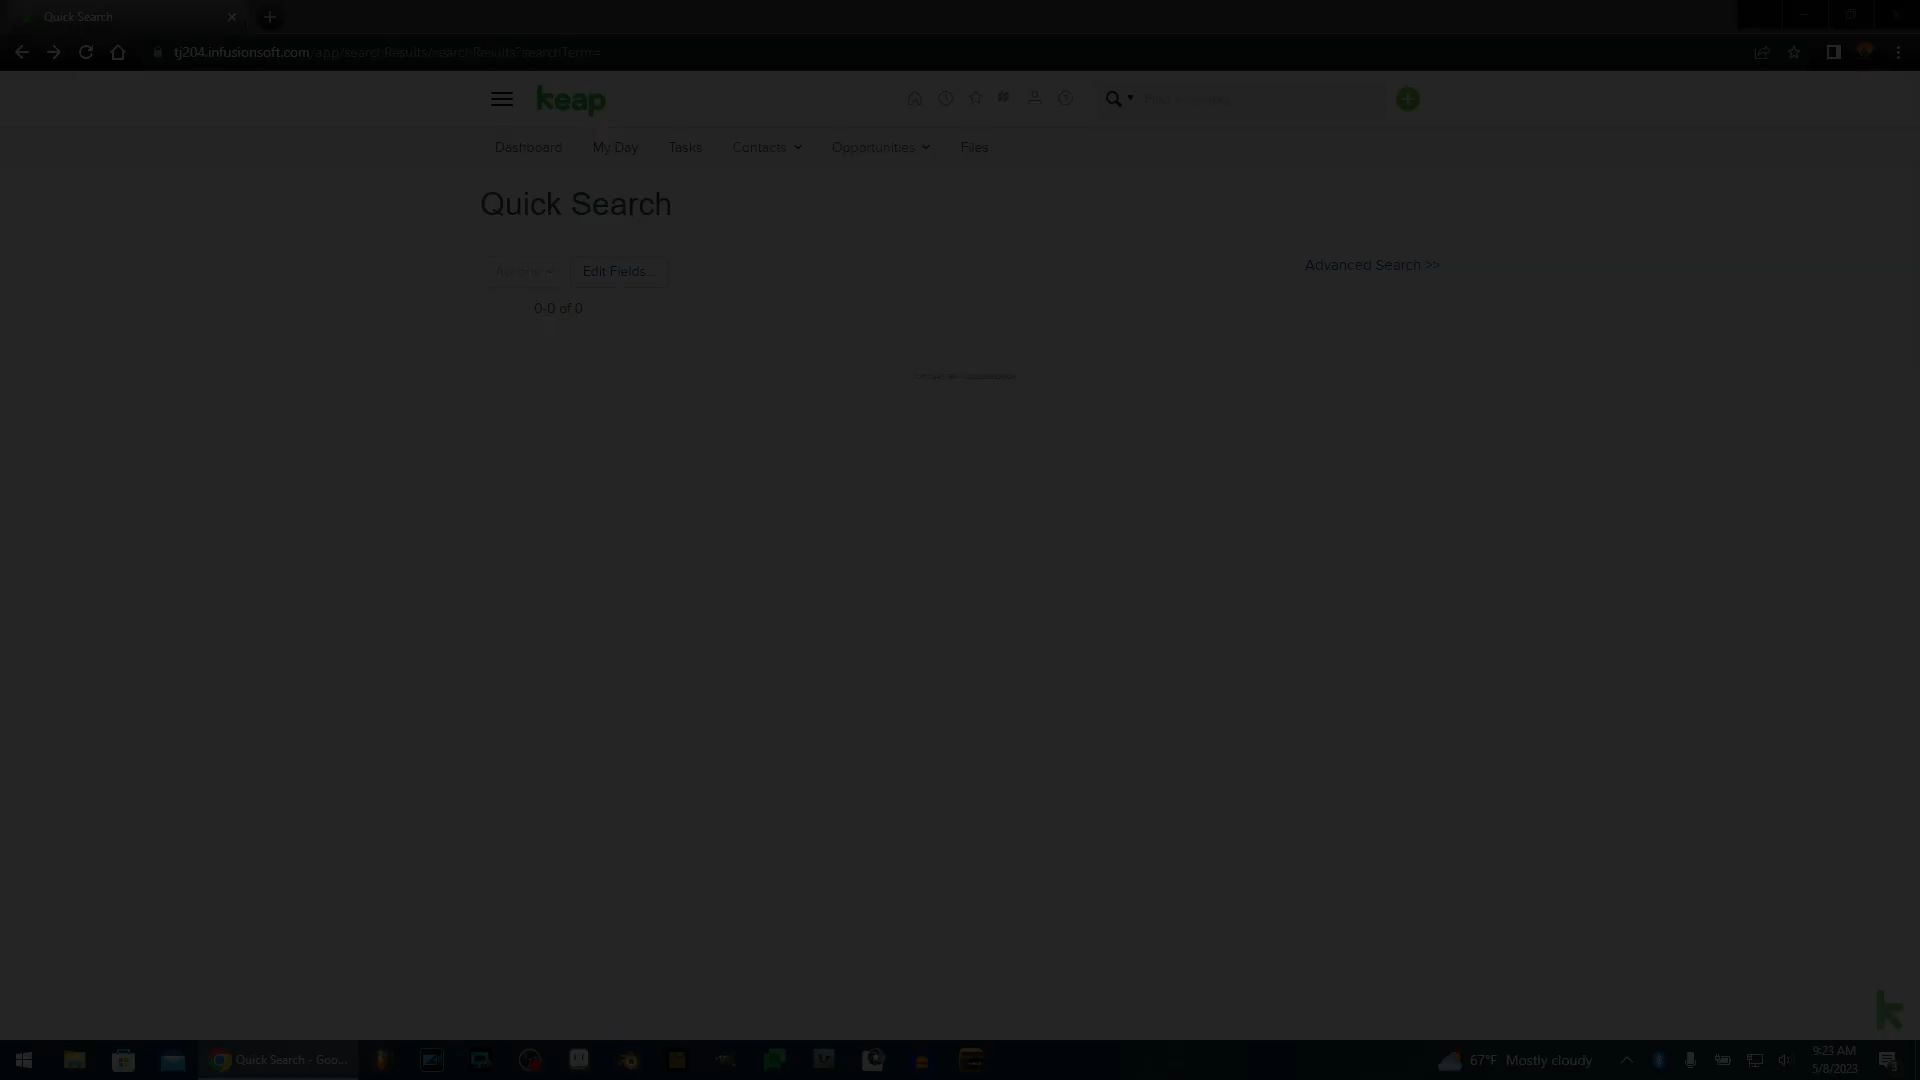 Quick Search
tj204.infusionsoft.com/app/searchResults/searchResults?searchTerm=
keap
Dashboard My Day Tasks Contacts Opportunities Files
Quick Search
Actions Edit Fields... Advanced Search >>
0-0 of 0
Quick Search - Goo...
67°F Mostly cloudy
9:23 AM
5/8/2023